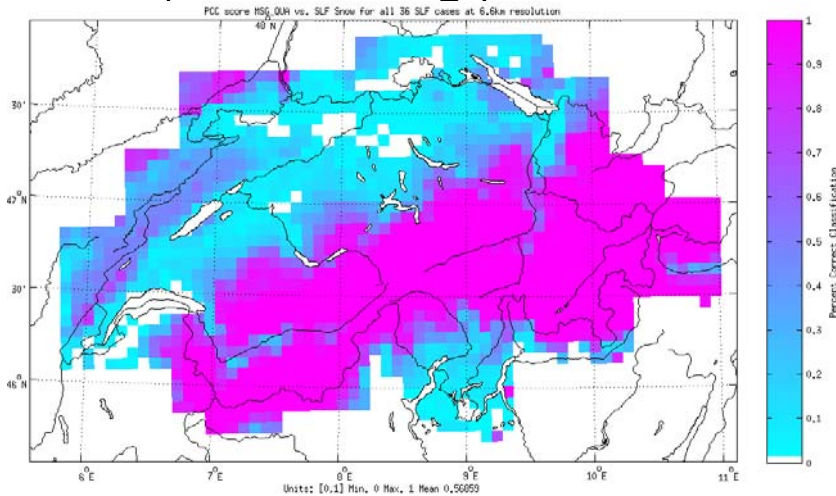 PCC score MSG_QUA vs. SLF Snow for all 36 SLF cases at 6.6km resolution
48 N
30'
47 N
30'
46 N
6 E 7 E 8 E 9 E 10 E 11 E
Units: [0,1] Min. 0 Max. 1 Mean 0.56859
1
0.9
0.8
0.7
0.6
0.5
0.4
0.3
0.2
0.1
0
Percent Correct Classification